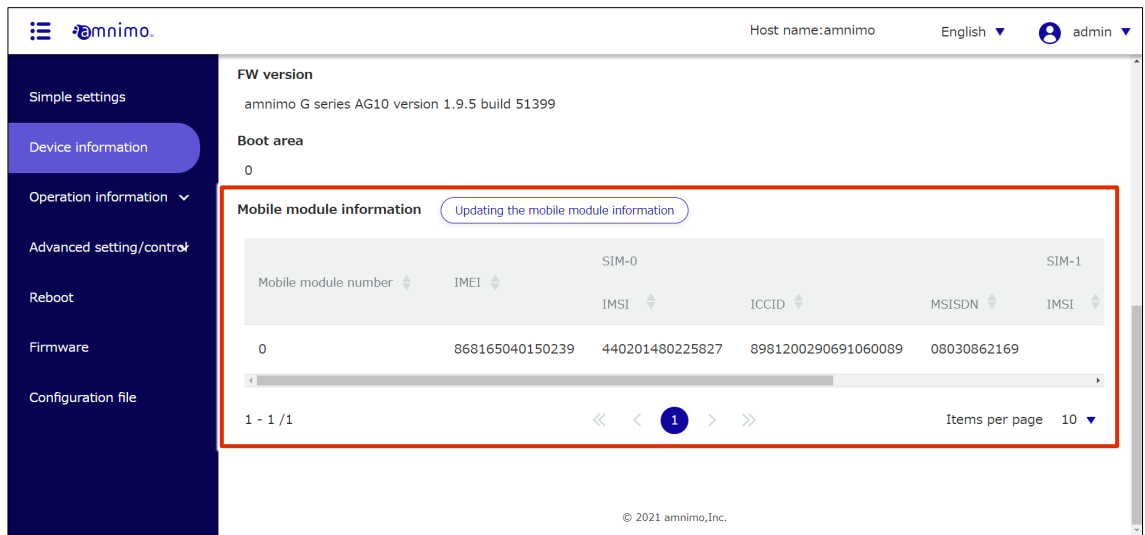 amnimo.
Host name:amnimo
English ▼
admin ▼
Simple settings
Device information
Operation information
Advanced setting/control
Reboot
Firmware
Configuration file
FW version
amnimo G series AG10 version 1.9.5 build 51399
Boot area
0
Mobile module information
Updating the mobile module information
SIM-0
SIM-1
Mobile module number
IMEI
IMSI
ICCID
MSISDN
IMSI
0 868165040150239 440201480225827 8981200290691060089 08030862169
1 - 1 /1
1
Items per page 10 ▼
© 2021 amnimo,Inc.